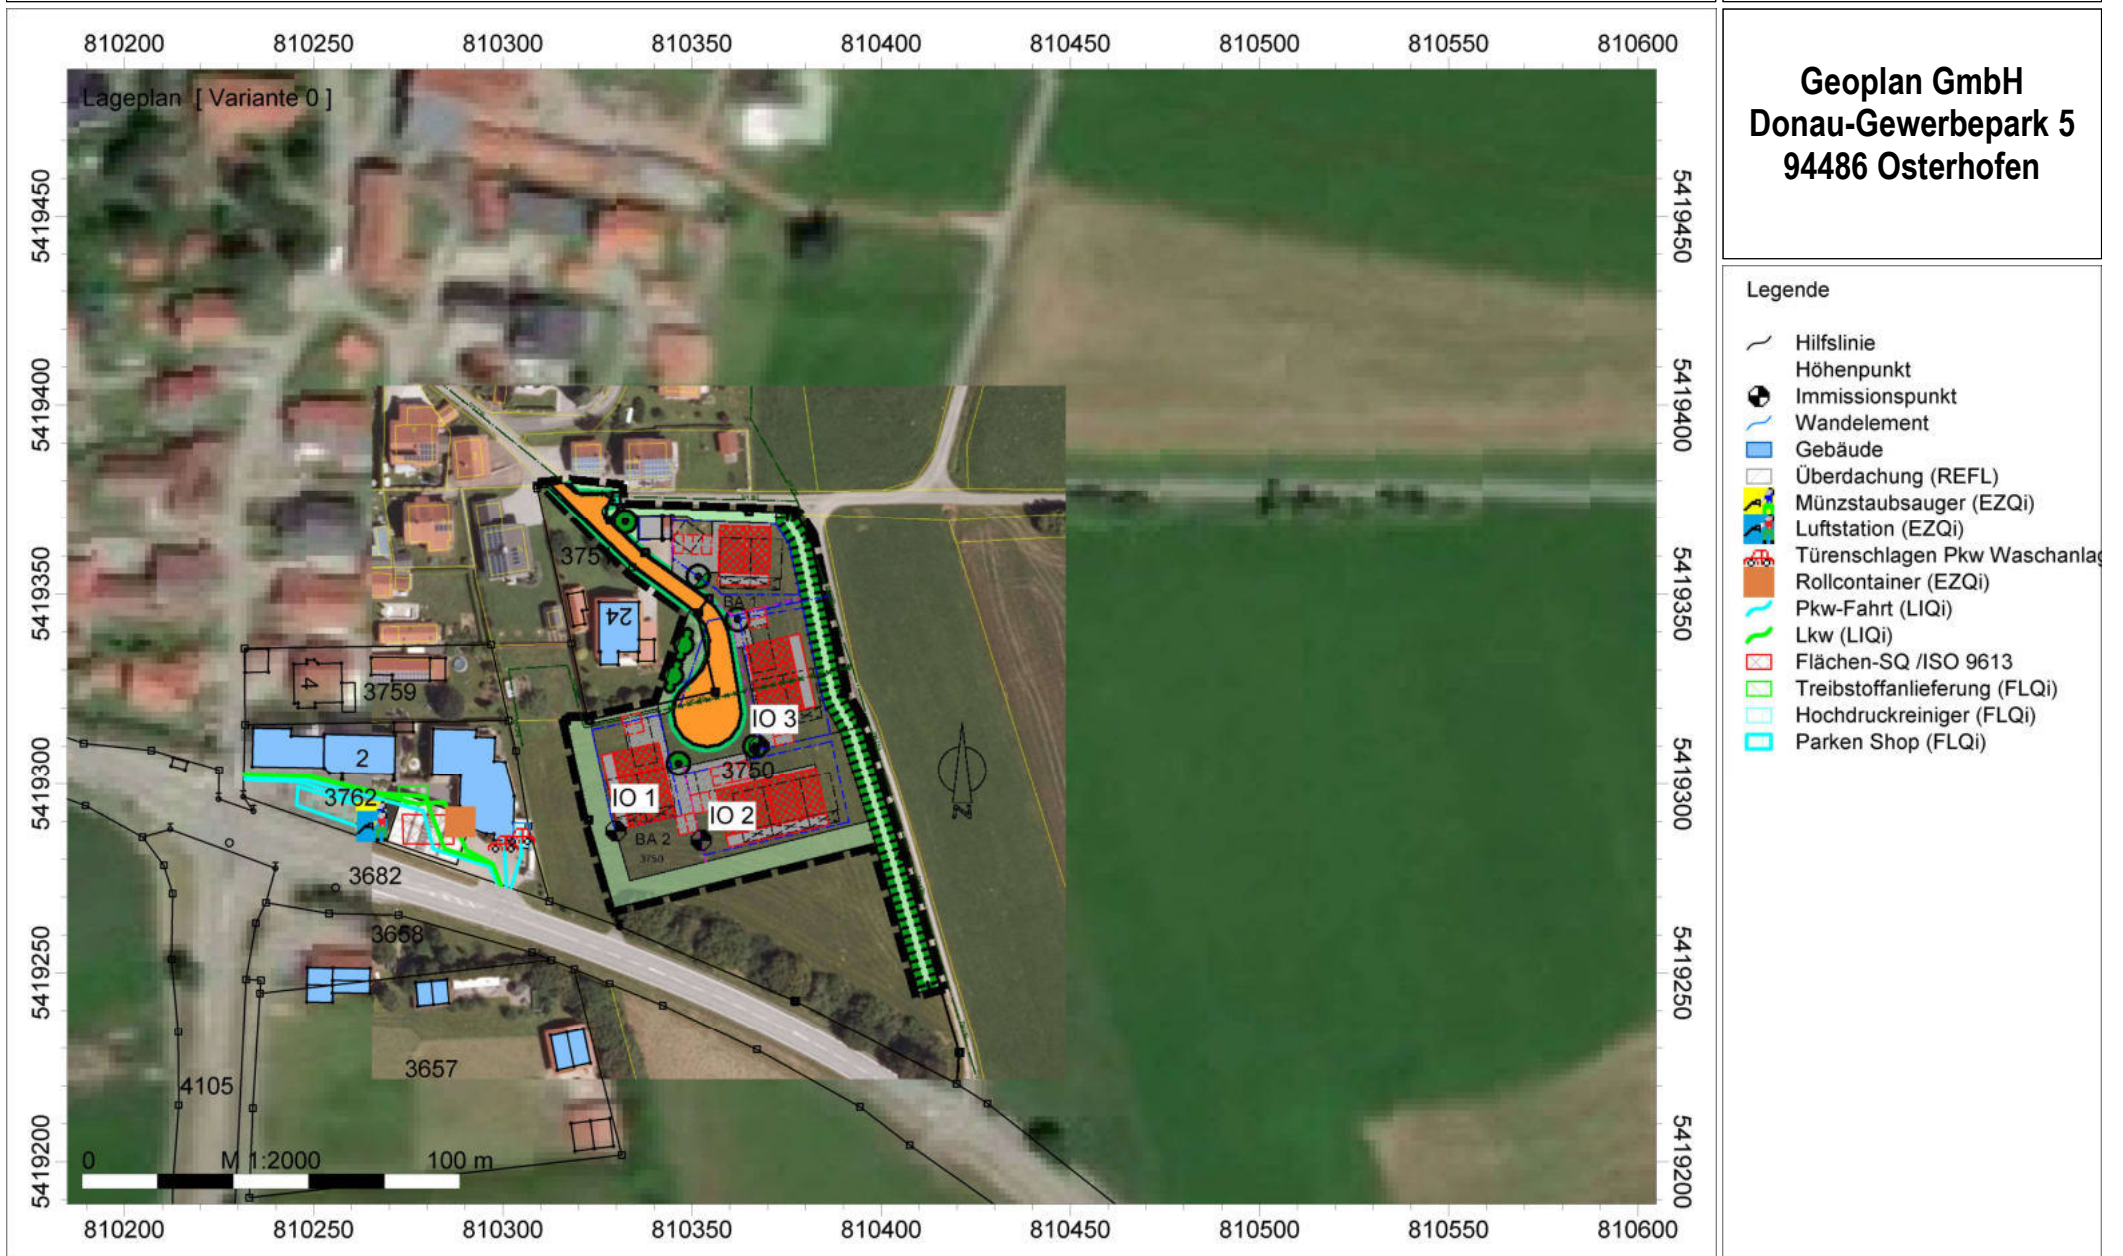 810200 810250 810300 810350 810400 810450 810500 810550 810600
Lageplan [ Variante 0 ]
5419450
5419400
5419350
5419300
5419250
5419200
5419450
5419400
5419350
5419300
5419250
5419200
375
BA 1
24
4
3759
IO 3
2
3750
3762
IO 1
IO 2
BA 2
3750
3682
3658
3657
4105
N
0 M 1:2000 100 m
810200 810250 810300 810350 810400 810450 810500 810550 810600
Geoplan GmbH
Donau-Gewerbepark 5
94486 Osterhofen
Legende
Hilfslinie
Höhenpunkt
Immissionspunkt
Wandelement
Gebäude
Überdachung (REFL)
Münzstaubsauger (EZQi)
Luftstation (EZQi)
Türenschlagen Pkw Waschanlag
Rollcontainer (EZQi)
Pkw-Fahrt (LIQi)
Lkw (LIQi)
Flächen-SQ /ISO 9613
Treibstoffanlieferung (FLQi)
Hochdruckreiniger (FLQi)
Parken Shop (FLQi)